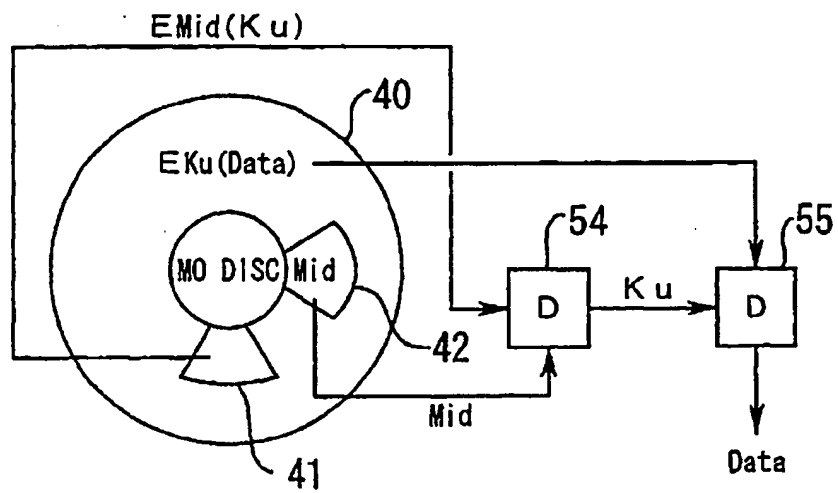 EMid(Ku)
40
EKu(Data)
54
55
MO DISC
Mid
D
Ku
D
42
Mid
41
Data